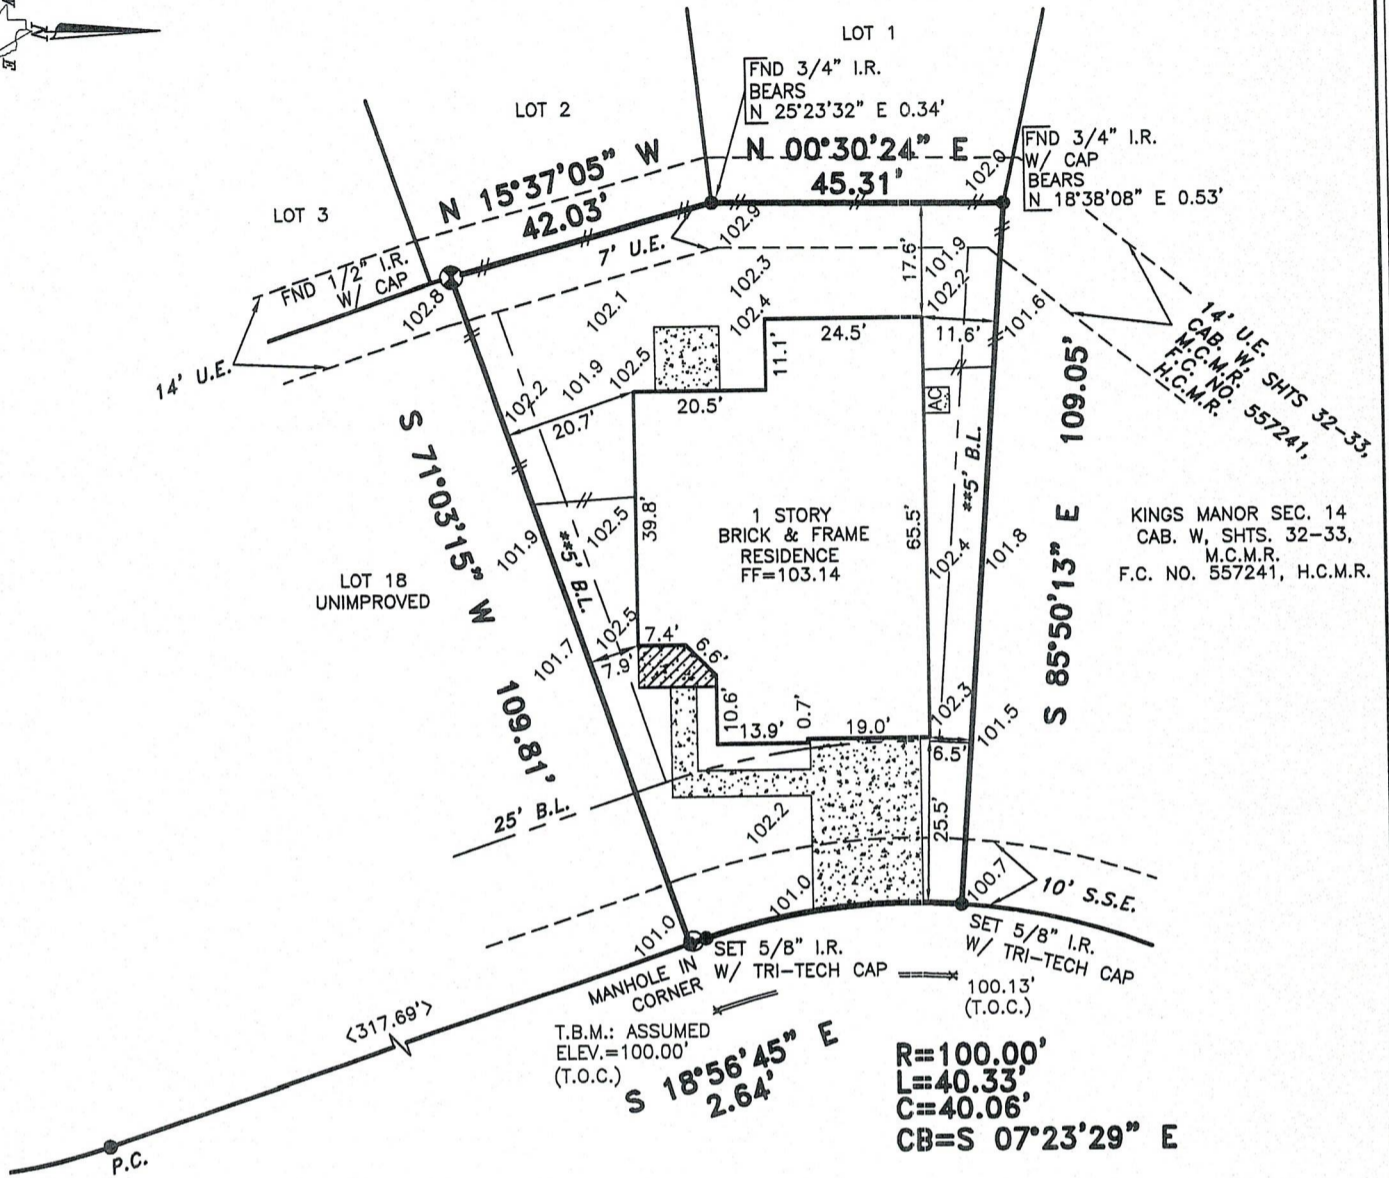 LOT 1
FND 3/4" I.R.
BEARS
N 25°23'32" E 0.34'
LOT 2
N 00°30'24" E
45.31'
102.0
FND 3/4" I.R.
W/ CAP
BEARS
N 18°38'08" E 0.53'
N 15°37'05" W
42.03'
LOT 3
FND 1/2" I.R.
W/ CAP
102.8
7' U.E.
102.9
102.3
102.4
102.1
17.6'
101.9
102.2
101.6
14' U.E.
14' U.E.
CAB. W, SHTS 32-33,
M.C.M.R.
F.C. NO. 557241,
H.C.M.R.
24.5'
11.6'
11.1'
102.5
101.9
102.2
20.7'
20.5'
AC
S 71°03'15" W
109.81'
S 85°50'13" E
109.05'
**5' B.L.
**5' B.L.
39.8'
65.5'
102.5
101.9
102.4
101.8
1 STORY
BRICK & FRAME
RESIDENCE
FF=103.14
KINGS MANOR SEC. 14
CAB. W, SHTS. 32-33,
M.C.M.R.
F.C. NO. 557241, H.C.M.R.
LOT 18
UNIMPROVED
102.5
101.7
7.9'
7.4'
6.6'
10.6'
13.9'
0.7'
19.0'
102.3
101.5
6.5'
25' B.L.
102.2
25.5'
101.0
101.0
100.7
10' S.S.E.
SET 5/8" I.R.
W/ TRI-TECH CAP
SET 5/8" I.R.
W/ TRI-TECH CAP
MANHOLE IN
CORNER
100.13'
(T.O.C.)
T.B.M.: ASSUMED
ELEV.=100.00'
(T.O.C.)
<317.69'>
S 18°56'45" E
2.64'
R=100.00'
L=40.33'
C=40.06'
CB=S 07°23'29" E
P.C.